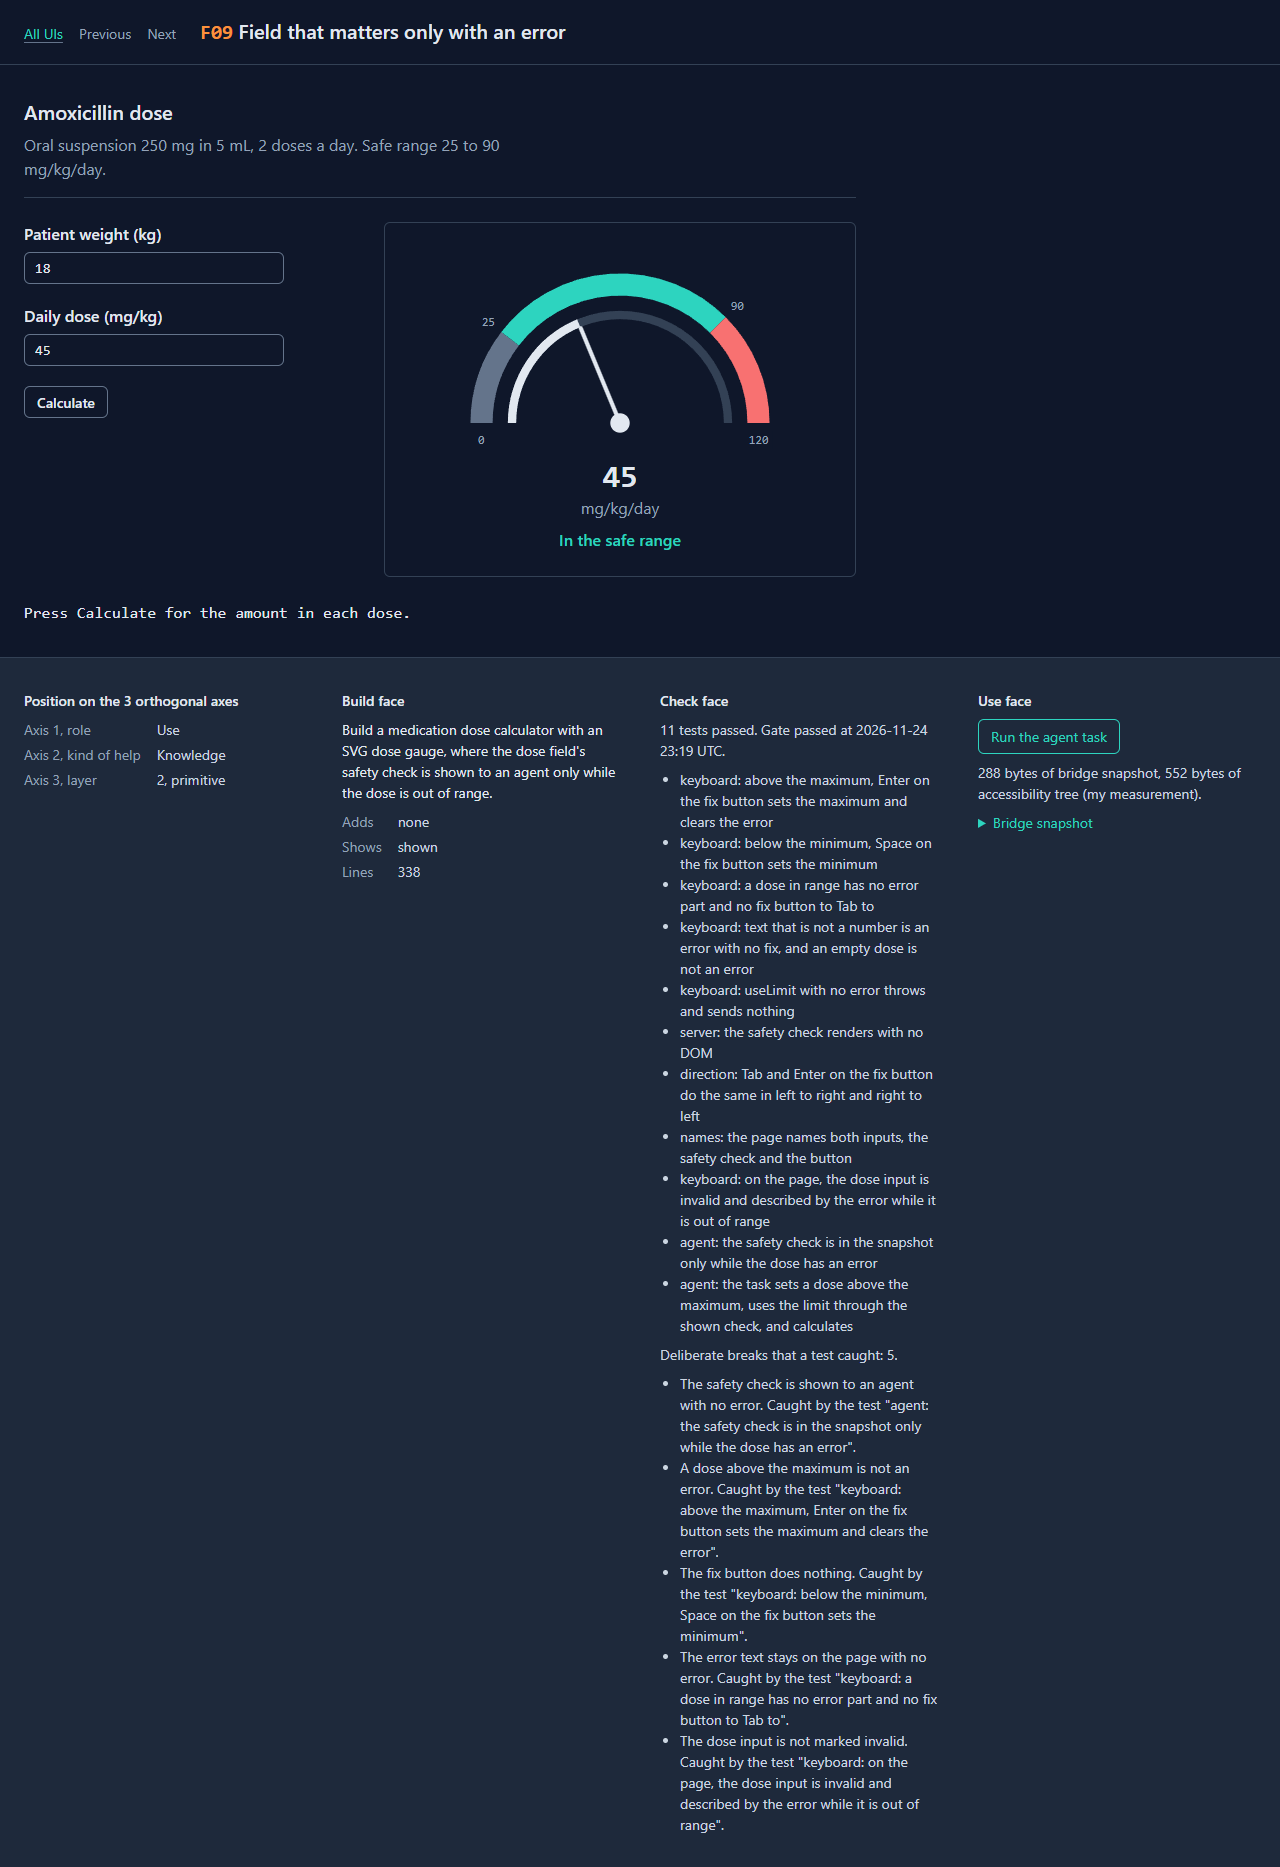 All UIs Previous Next F09 Field that matters only with an error
Amoxicillin dose
Oral suspension 250 mg in 5 mL, 2 doses a day. Safe range 25 to 90
mg/kg/day.
Patient weight (kg)
18
Daily dose (mg/kg)
45
Calculate
25
90
0
120
45
mg/kg/day
In the safe range
Press Calculate for the amount in each dose.
Position on the 3 orthogonal axes
Axis 1, role Use
Axis 2, kind of help Knowledge
Axis 3, layer 2, primitive
Build face
Build a medication dose calculator with an
SVG dose gauge, where the dose field's
safety check is shown to an agent only while
the dose is out of range.
Adds none
Shows shown
Lines 338
Check face
11 tests passed. Gate passed at 2026-11-24
23:19 UTC.
• keyboard: above the maximum, Enter on
the fix button sets the maximum and
clears the error
• keyboard: below the minimum, Space on
the fix button sets the minimum
• keyboard: a dose in range has no error
part and no fix button to Tab to
• keyboard: text that is not a number is an
error with no fix, and an empty dose is
not an error
• keyboard: useLimit with no error throws
and sends nothing
• server: the safety check renders with no
DOM
• direction: Tab and Enter on the fix button
do the same in left to right and right to
left
• names: the page names both inputs, the
safety check and the button
• keyboard: on the page, the dose input is
invalid and described by the error while it
is out of range
• agent: the safety check is in the snapshot
only while the dose has an error
• agent: the task sets a dose above the
maximum, uses the limit through the
shown check, and calculates
Deliberate breaks that a test caught: 5.
• The safety check is shown to an agent
with no error. Caught by the test "agent:
the safety check is in the snapshot only
while the dose has an error".
• A dose above the maximum is not an
error. Caught by the test "keyboard:
above the maximum, Enter on the fix
button sets the maximum and clears the
error".
• The fix button does nothing. Caught by
the test "keyboard: below the minimum,
Space on the fix button sets the
minimum".
• The error text stays on the page with no
error. Caught by the test "keyboard: a
dose in range has no error part and no fix
button to Tab to".
• The dose input is not marked invalid.
Caught by the test "keyboard: on the
page, the dose input is invalid and
described by the error while it is out of
range".
Use face
Run the agent task
288 bytes of bridge snapshot, 552 bytes of
accessibility tree (my measurement).
▶ Bridge snapshot